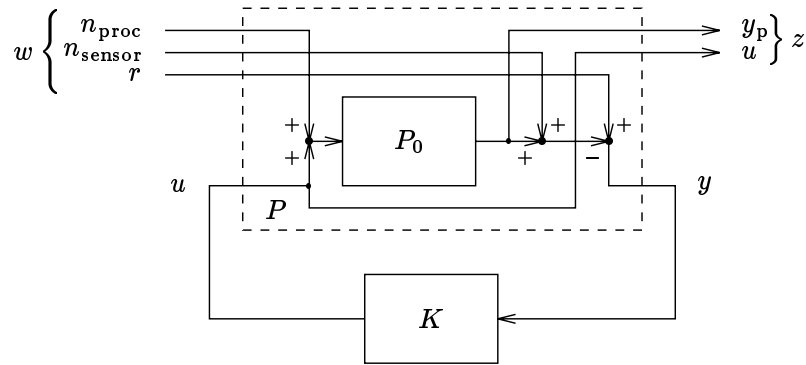 n_proc
y_p
w { n_sensor
u } z
r
+ + +
P_0
+ + −
u y
P
K